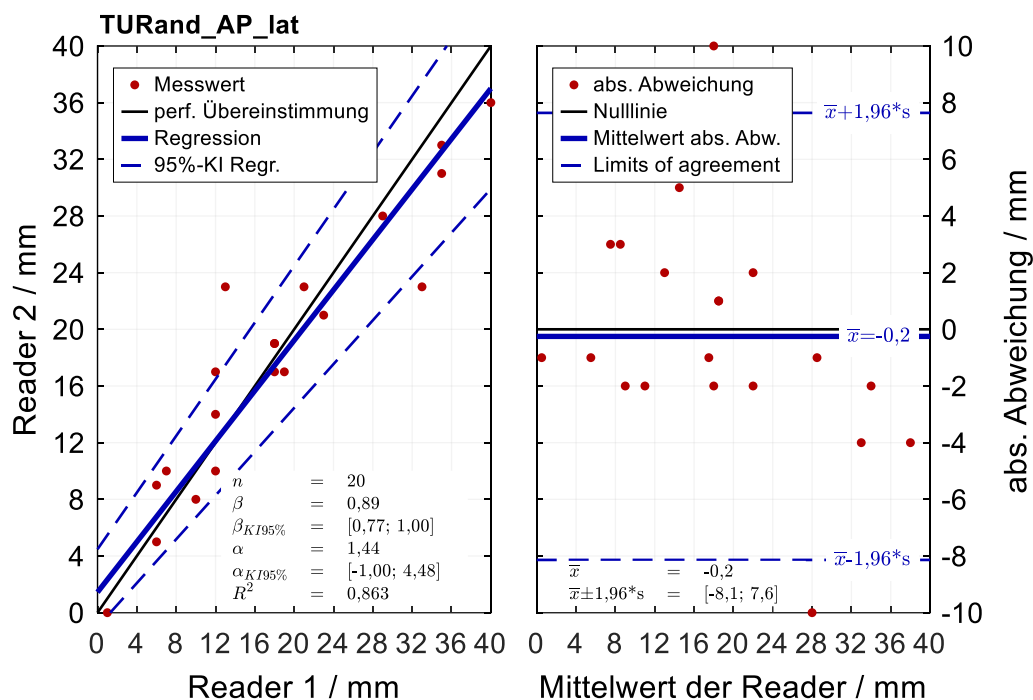 TURand_AP_lat
Messwert
perf. Übereinstimmung
Regression
95%-KI Regr.
40
36
32
28
24
20
16
12
8
4
0
Reader 2 / mm
n = 20
β = 0,89
β_KI95% = [0,77; 1,00]
α = 1,44
α_KI95% = [-1,00; 4,48]
R² = 0,863
0 4 8 12 16 20 24 28 32 36 40
Reader 1 / mm
abs. Abweichung
Nulllinie
Mittelwert abs. Abw.
Limits of agreement
x̅+1,96*s
x̅=-0,2
x̅-1,96*s
x̅ = -0,2
x̅±1,96*s = [-8,1; 7,6]
10
8
6
4
2
0
-2
-4
-6
-8
-10
abs. Abweichung / mm
0 4 8 12 16 20 24 28 32 36 40
Mittelwert der Reader / mm